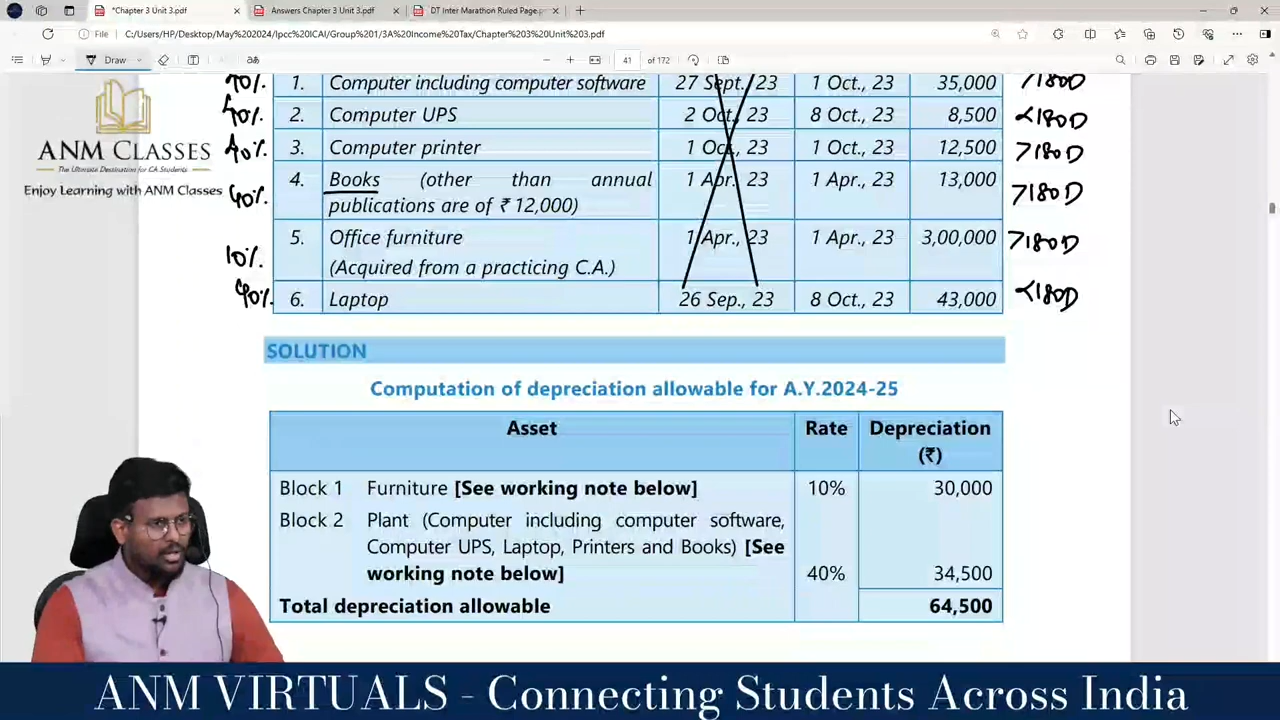 *Chapter 3 Unit 3.pdf
Answers Chapter 3 Unit 3.pdf
DT Inter Marathon Ruled Page...
File
C:/Users/HP/Desktop/May%202024/Ipcc%20ICAI/Group%201/3A%20Income%20Tax/Chapter%203%20Unit%203.pdf
Draw
41 of 172
ANM CLASSES
The Ultimate Destination for CA Students
Enjoy Learning with ANM Classes
40% 1. Computer including computer software 27 Sept., 23 1 Oct., 23 35,000 >180D
40% 2. Computer UPS 2 Oct., 23 8 Oct., 23 8,500 <180D
40% 3. Computer printer 1 Oct., 23 1 Oct., 23 12,500 >180D
40% 4. Books (other than annual 1 Apr., 23 1 Apr., 23 13,000 >180D
publications are of ₹ 12,000)
10% 5. Office furniture 1 Apr., 23 1 Apr., 23 3,00,000 >180D
(Acquired from a practicing C.A.)
40% 6. Laptop 26 Sep., 23 8 Oct., 23 43,000 <180D
SOLUTION
Computation of depreciation allowable for A.Y.2024-25
Asset Rate Depreciation
(₹)
Block 1 Furniture [See working note below] 10% 30,000
Block 2 Plant (Computer including computer software,
Computer UPS, Laptop, Printers and Books) [See
working note below] 40% 34,500
Total depreciation allowable 64,500
ANM VIRTUALS - Connecting Students Across India